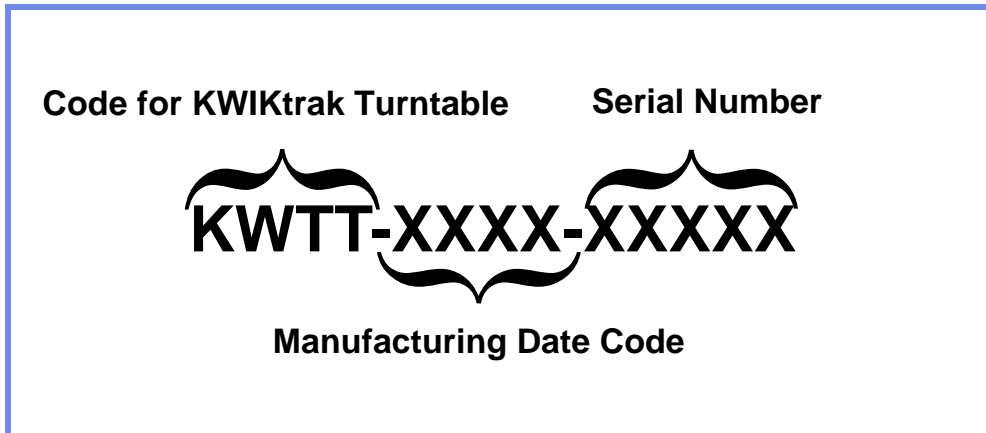 Code for KWIKtrak Turntable Serial Number
KWTT-XXXX-XXXXX
Manufacturing Date Code